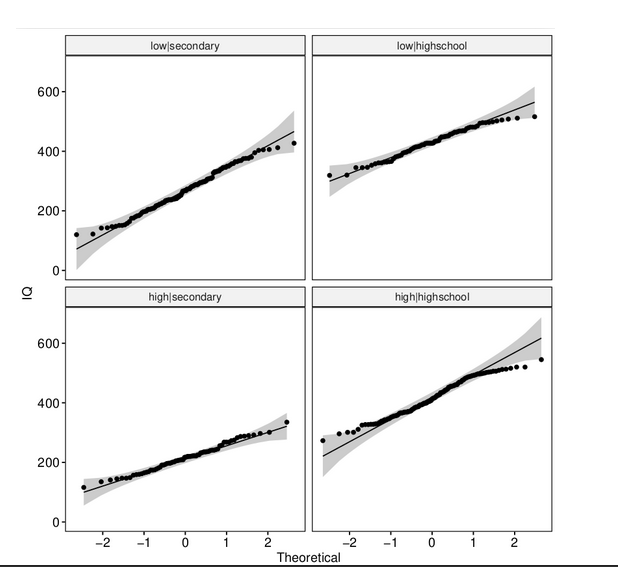 low|secondary
low|highschool
600
400
200
0
IQ
high|secondary
high|highschool
600
400
200
0
−2 −1 0 1 2
−2 −1 0 1 2
Theoretical